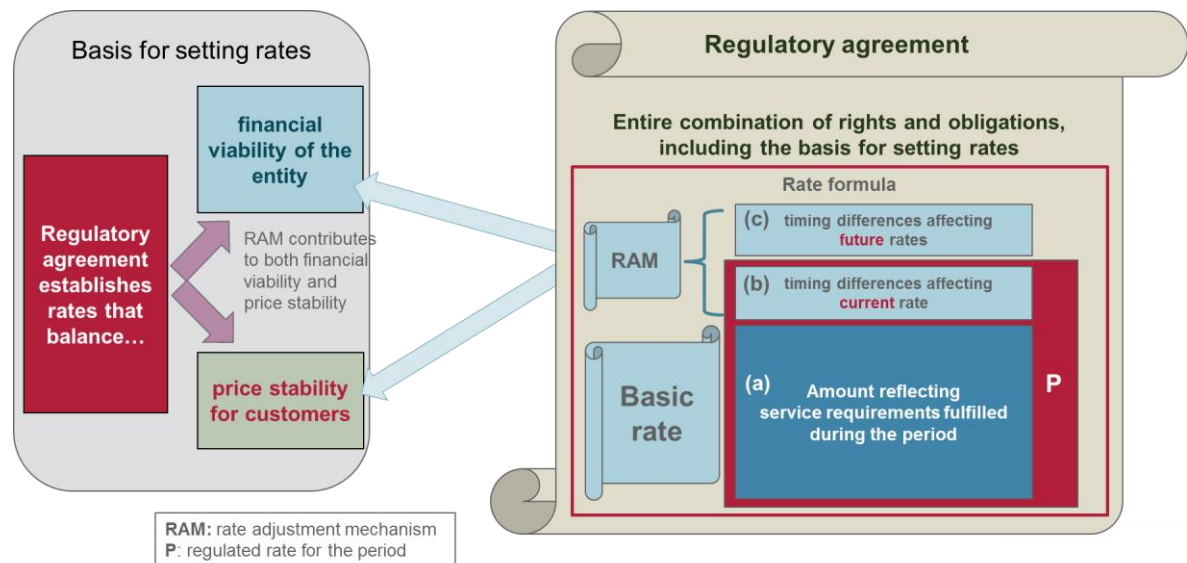 Basis for setting rates
financial
viability of the
entity
Regulatory
agreement
establishes
rates that
balance…
RAM contributes
to both financial
viability and
price stability
price stability
for customers
RAM: rate adjustment mechanism
P: regulated rate for the period
Regulatory agreement
Entire combination of rights and obligations,
including the basis for setting rates
Rate formula
RAM
(c) timing differences affecting
future rates
(b) timing differences affecting
current rate
Basic
rate
(a) Amount reflecting
service requirements fulfilled
during the period
P